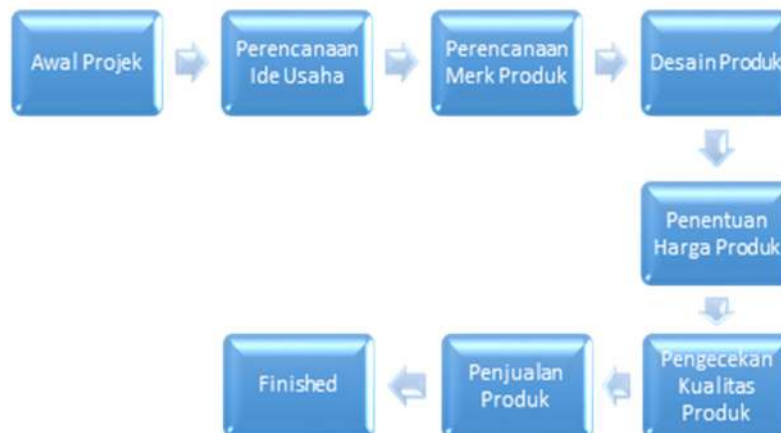 Awal Projek
Perencanaan
Ide Usaha
Perencanaan
Merk Produk
Desain Produk
Penentuan
Harga Produk
Pengecekan
Kualitas
Produk
Penjualan
Produk
Finished